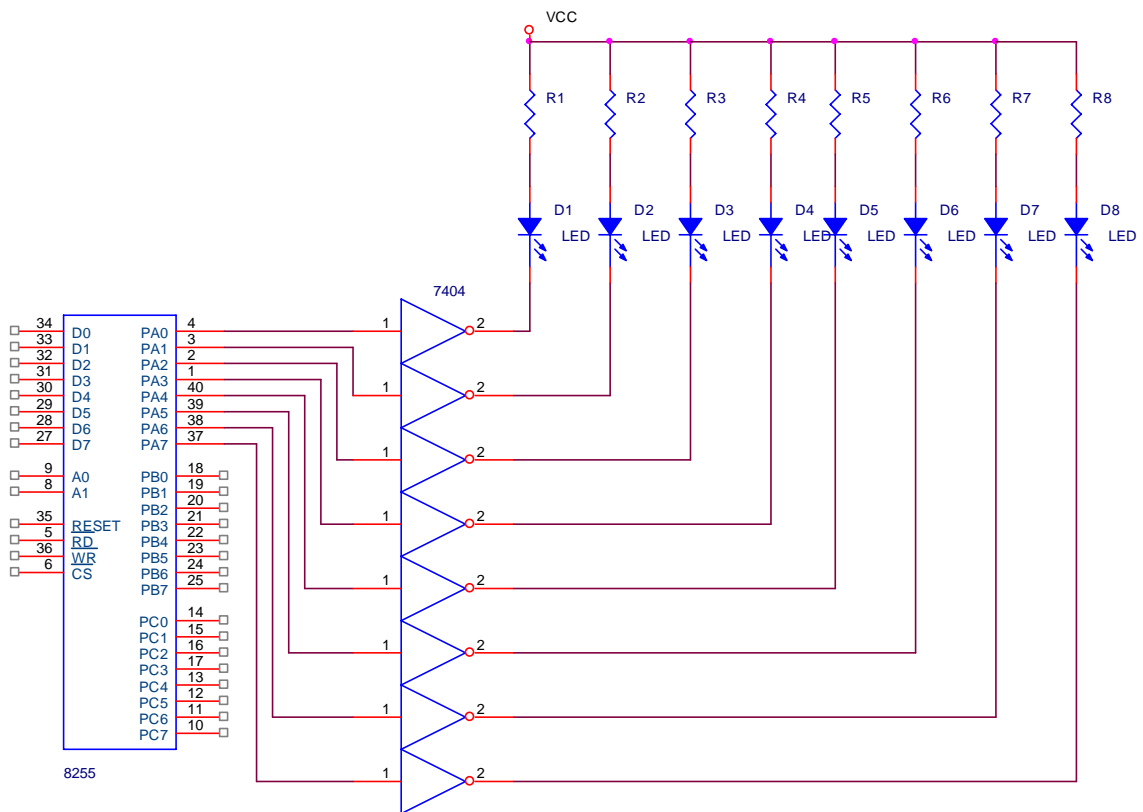 VCC
R1 R2 R3 R4 R5 R6 R7 R8
D1 D2 D3 D4 D5 D6 D7 D8
LED LED LED LED LED LED LED LED
7404
34 D0 PA0 4 1 2
33 D1 PA1 3
32 D2 PA2 2
31 D3 PA3 1
30 D4 PA4 40 1 2
29 D5 PA5 39
28 D6 PA6 38
27 D7 PA7 37
1 2
9 A0 PB0 18
8 A1 PB1 19
PB2 20
35 RESET PB3 21 1 2
5 RD PB4 22
36 WR PB5 23
6 CS PB6 24
PB7 25 1 2
PC0 14
PC1 15
PC2 16 1 2
PC3 17
PC4 13
PC5 12
PC6 11 1 2
PC7 10
8255 1 2